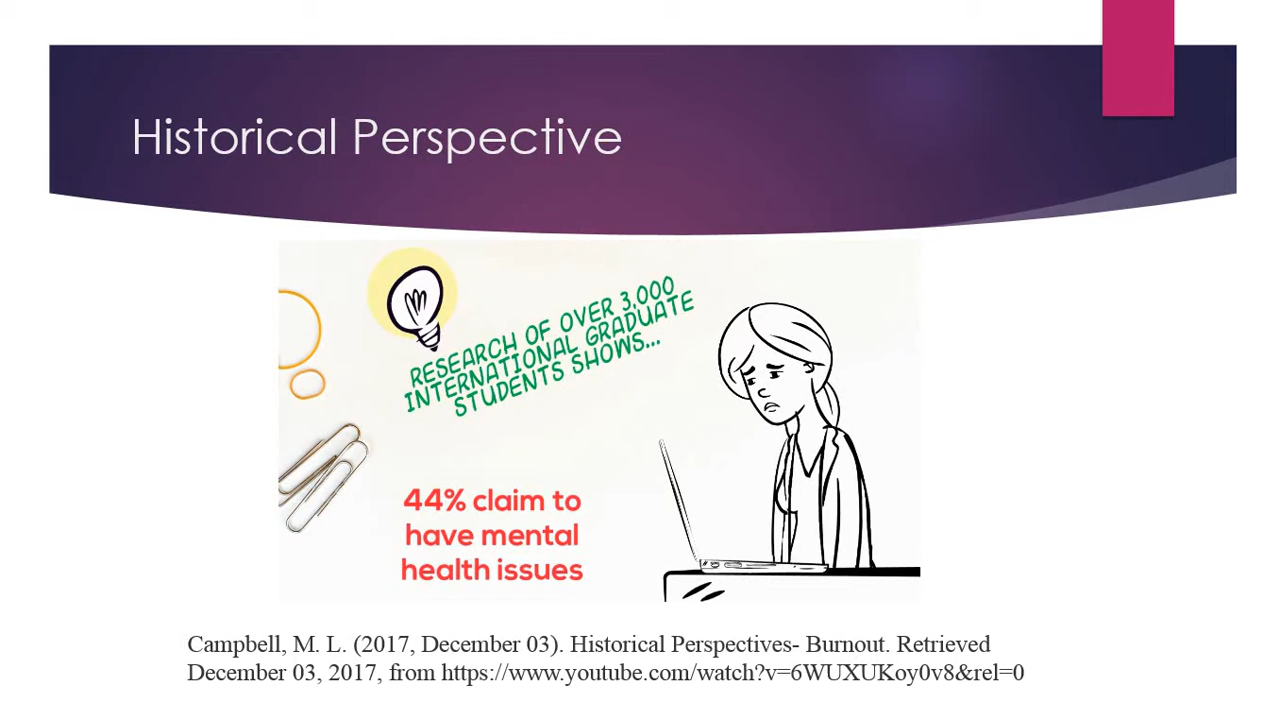 Historical Perspective
RESEARCH OF OVER 3,000
INTERNATIONAL GRADUATE
STUDENTS SHOWS...
44% claim to
have mental
health issues
Campbell, M. L. (2017, December 03). Historical Perspectives- Burnout. Retrieved
December 03, 2017, from https://www.youtube.com/watch?v=6WUXUKoy0v8&rel=0